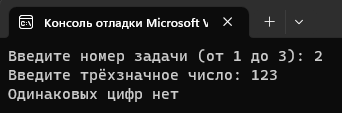 Консоль отладки Microsoft V
Введите номер задачи (от 1 до 3): 2
Введите трёхзначное число: 123
Одинаковых цифр нет